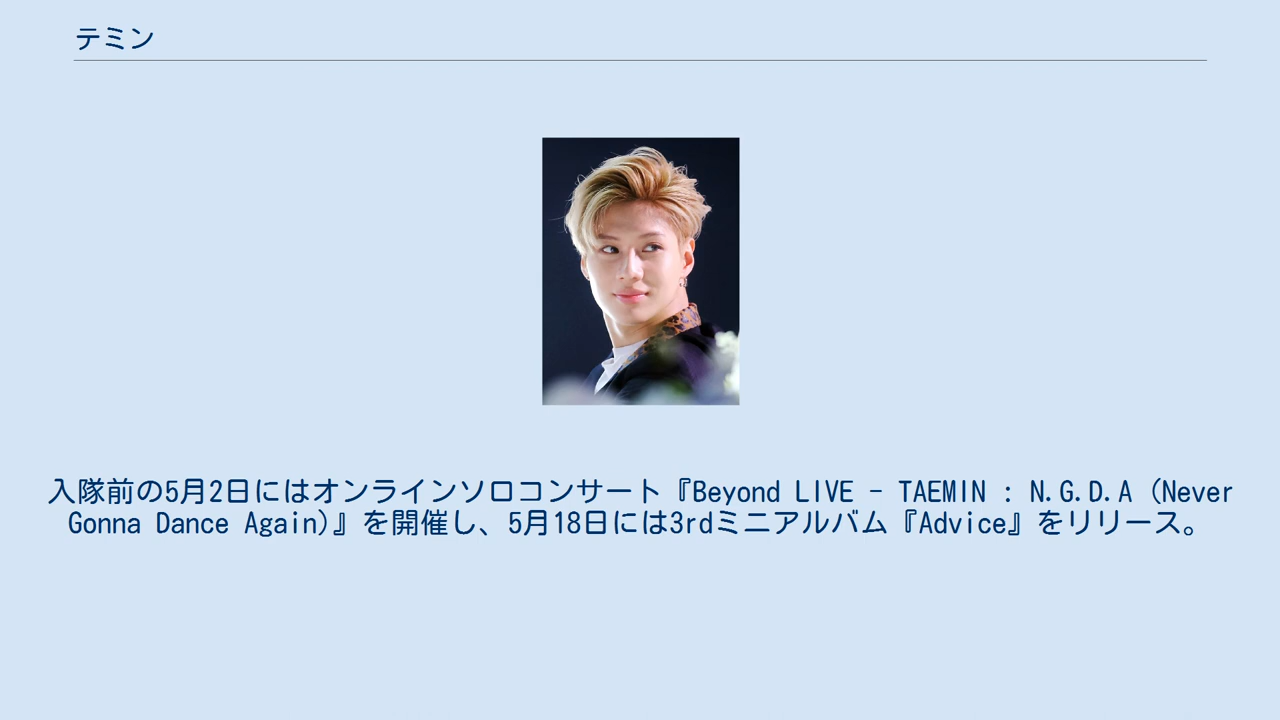 テミン
入隊前の5月2日にはオンラインソロコンサート『Beyond LIVE - TAEMIN : N.G.D.A (Never
Gonna Dance Again)』を開催し、5月18日には3rdミニアルバム『Advice』をリリース。